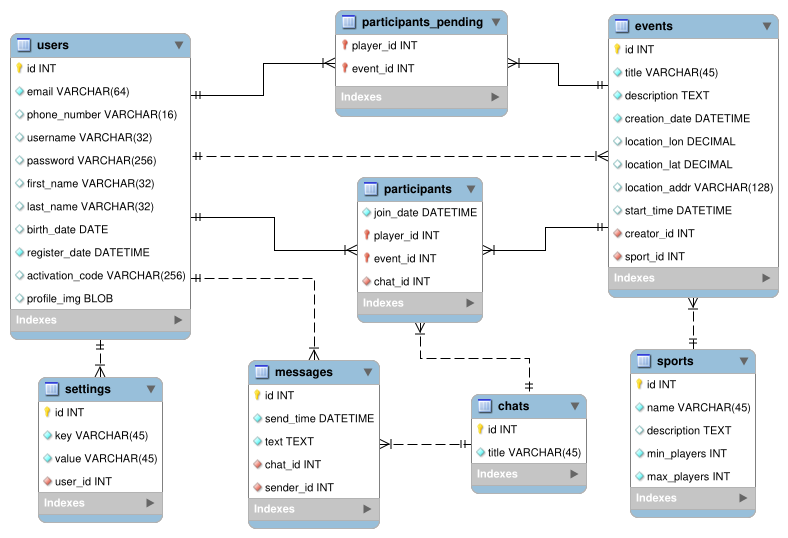 users
id INT
email VARCHAR(64)
phone_number VARCHAR(16)
username VARCHAR(32)
password VARCHAR(256)
first_name VARCHAR(32)
last_name VARCHAR(32)
birth_date DATE
register_date DATETIME
activation_code VARCHAR(256)
profile_img BLOB
Indexes
participants_pending
player_id INT
event_id INT
Indexes
events
id INT
title VARCHAR(45)
description TEXT
creation_date DATETIME
location_lon DECIMAL
location_lat DECIMAL
location_addr VARCHAR(128)
start_time DATETIME
creator_id INT
sport_id INT
Indexes
participants
join_date DATETIME
player_id INT
event_id INT
chat_id INT
Indexes
settings
id INT
key VARCHAR(45)
value VARCHAR(45)
user_id INT
Indexes
messages
id INT
send_time DATETIME
text TEXT
chat_id INT
sender_id INT
Indexes
chats
id INT
title VARCHAR(45)
Indexes
sports
id INT
name VARCHAR(45)
description TEXT
min_players INT
max_players INT
Indexes